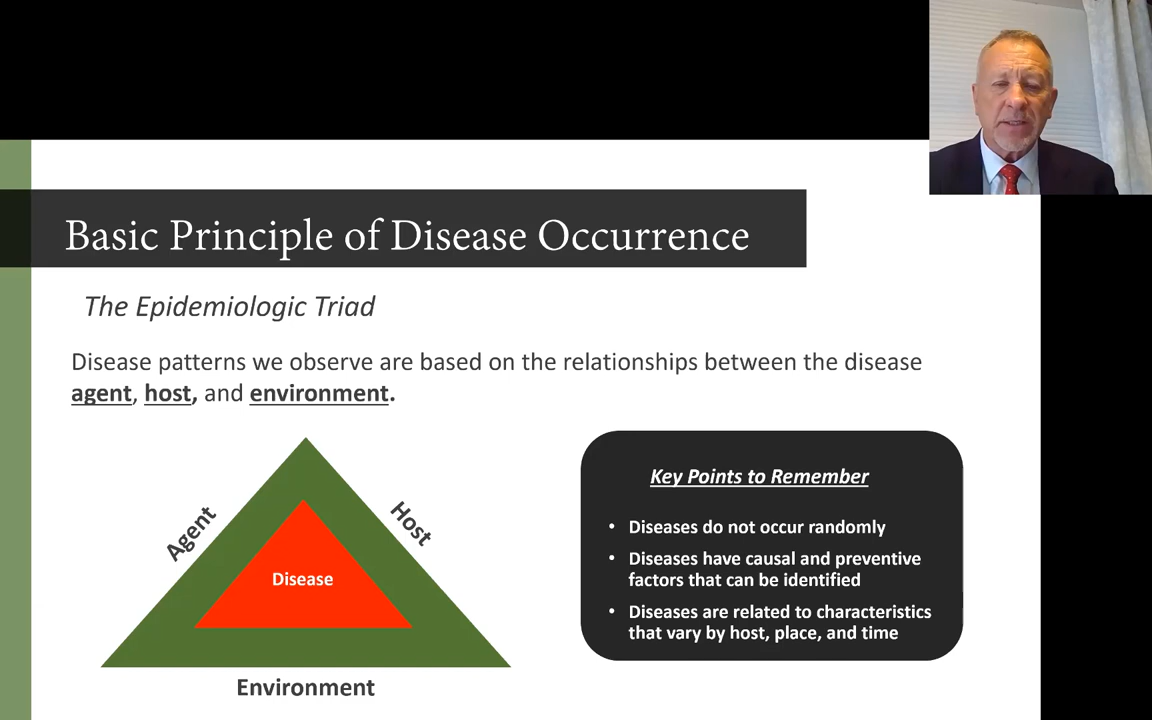 Basic Principle of Disease Occurrence
The Epidemiologic Triad
Disease patterns we observe are based on the relationships between the disease
agent, host, and environment.
Agent
Host
Disease
Environment
Key Points to Remember
• Diseases do not occur randomly
• Diseases have causal and preventive
factors that can be identified
• Diseases are related to characteristics
that vary by host, place, and time